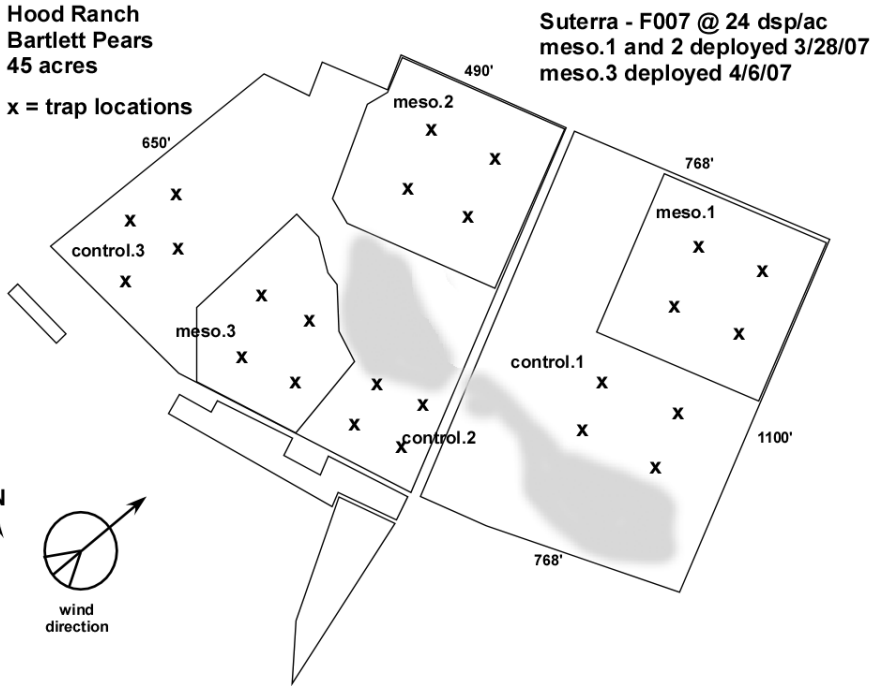 Hood Ranch
Bartlett Pears
45 acres
x = trap locations
Suterra - F007 @ 24 dsp/ac
meso.1 and 2 deployed 3/28/07
meso.3 deployed 4/6/07
490'
meso.2
x
x
x
x
650'
768'
meso.1
x
x
x
x
x
x
control.3
x
x
x
x
meso.3
x
x
control.1
x
x
x
x
x
x
x
control.2
x
1100'
768'
N
wind
direction